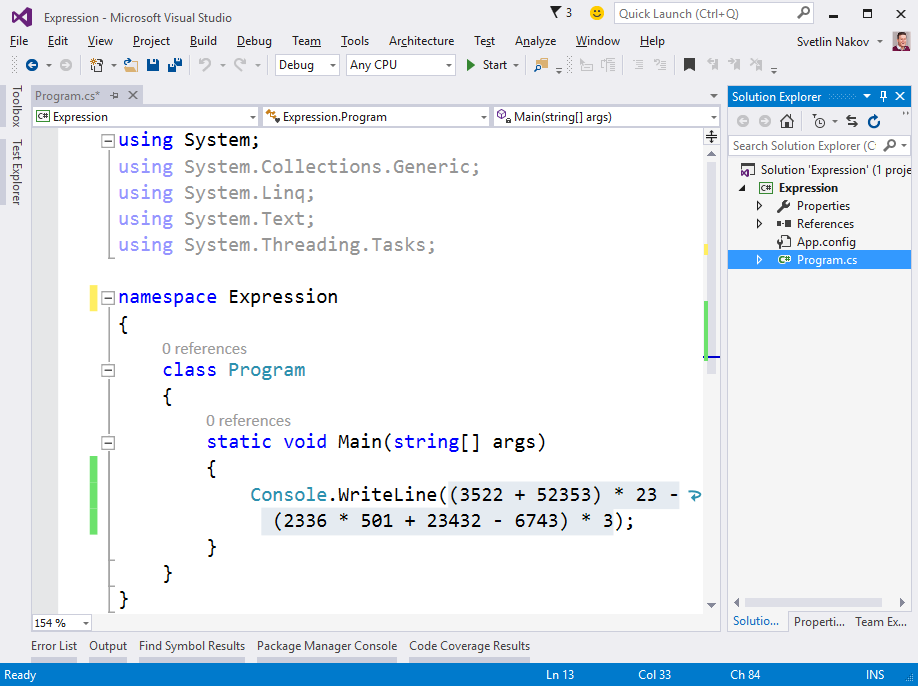 Expression - Microsoft Visual Studio
3
Quick Launch (Ctrl+Q)
File Edit View Project Build Debug Team Tools Architecture Test Analyze Window Help
Svetlin Nakov
Debug Any CPU Start
Toolbox
Test Explorer
Program.cs*
C# Expression Expression.Program Main(string[] args)
using System;
using System.Collections.Generic;
using System.Linq;
using System.Text;
using System.Threading.Tasks;
namespace Expression
{
0 references
class Program
{
0 references
static void Main(string[] args)
{
Console.WriteLine((3522 + 52353) * 23 -
(2336 * 501 + 23432 - 6743) * 3);
}
}
}
154 %
Solution Explorer
Search Solution Explorer (C
Solution 'Expression' (1 proje
C# Expression
Properties
References
App.config
C# Program.cs
Solutio... Properti... Team Ex...
Error List Output Find Symbol Results Package Manager Console Code Coverage Results
Ready Ln 13 Col 33 Ch 84 INS